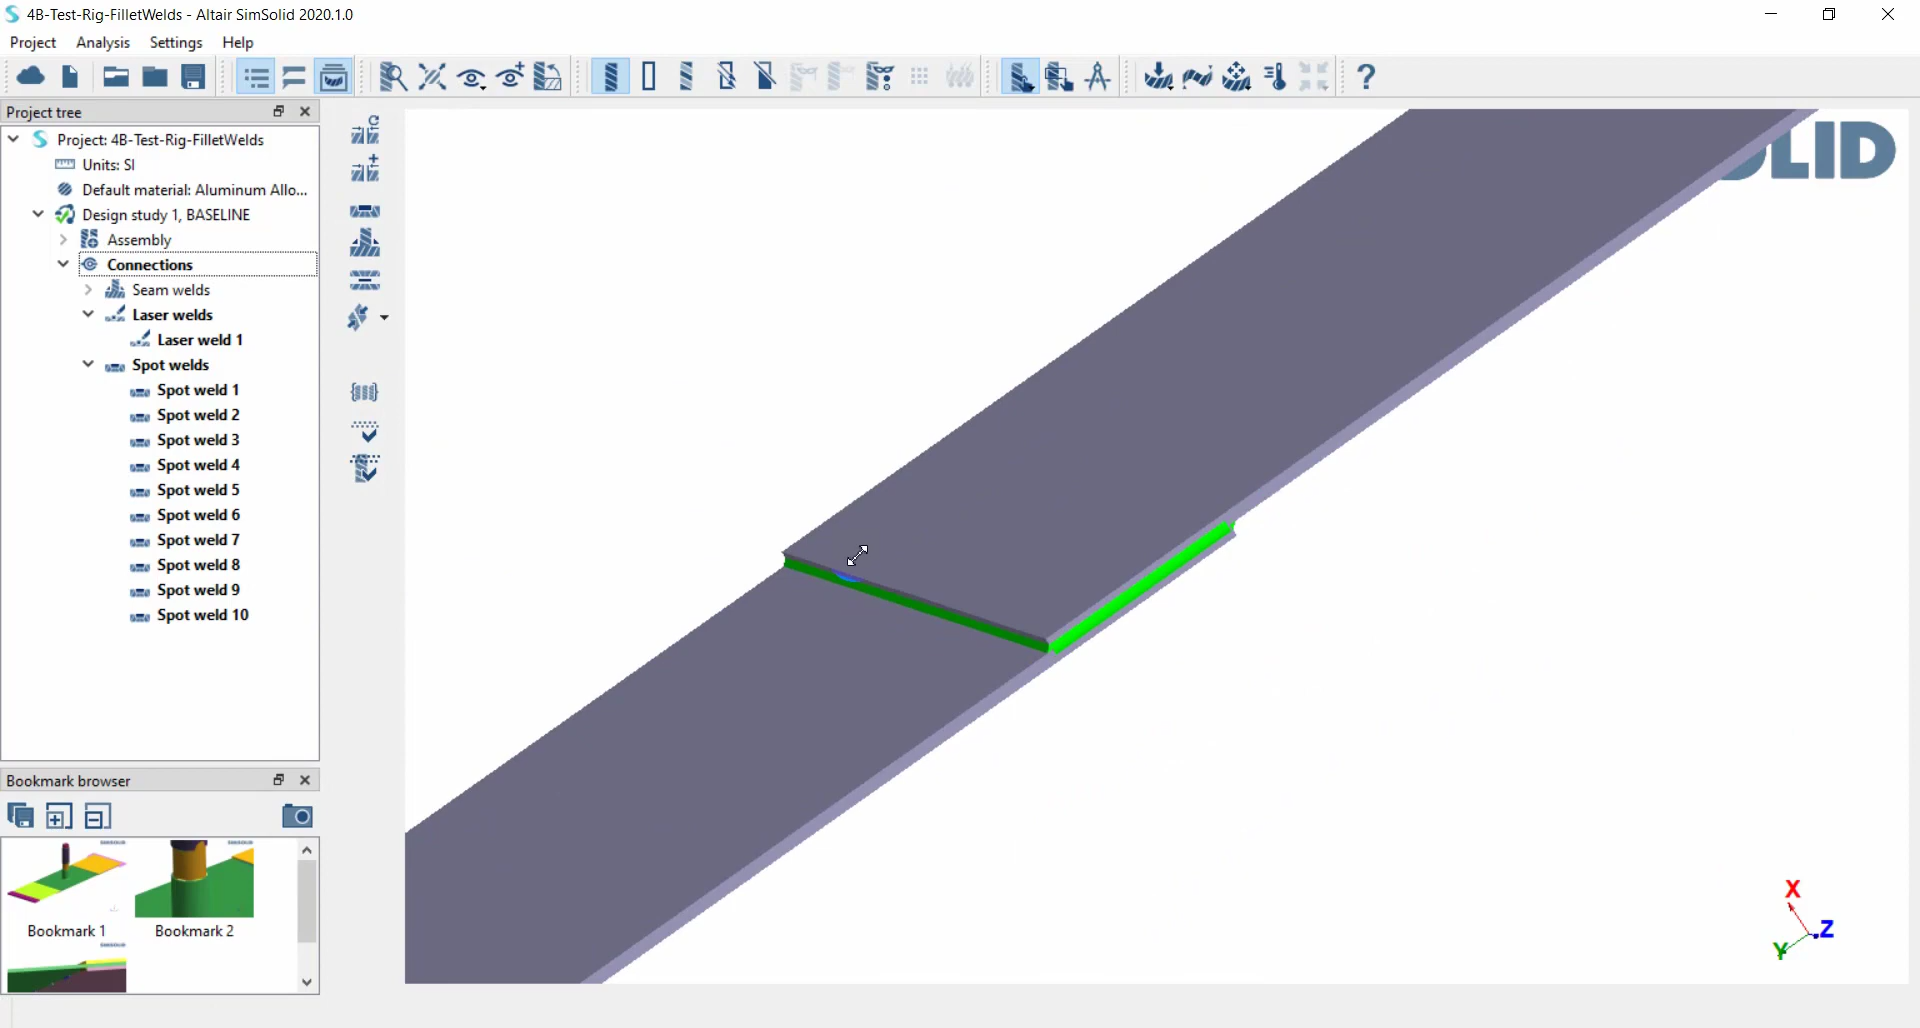 4B-Test-Rig-FilletWelds - Altair SimSolid 2020.1.0
Project Analysis Settings Help
Project tree
Project: 4B-Test-Rig-FilletWelds
Units: SI
Default material: Aluminum Allo...
Design study 1, BASELINE
Assembly
Connections
Seam welds
Laser welds
Laser weld 1
Spot welds
Spot weld 1
Spot weld 2
Spot weld 3
Spot weld 4
Spot weld 5
Spot weld 6
Spot weld 7
Spot weld 8
Spot weld 9
Spot weld 10
Bookmark browser
Bookmark 1 Bookmark 2
OLID
X
Z
Y